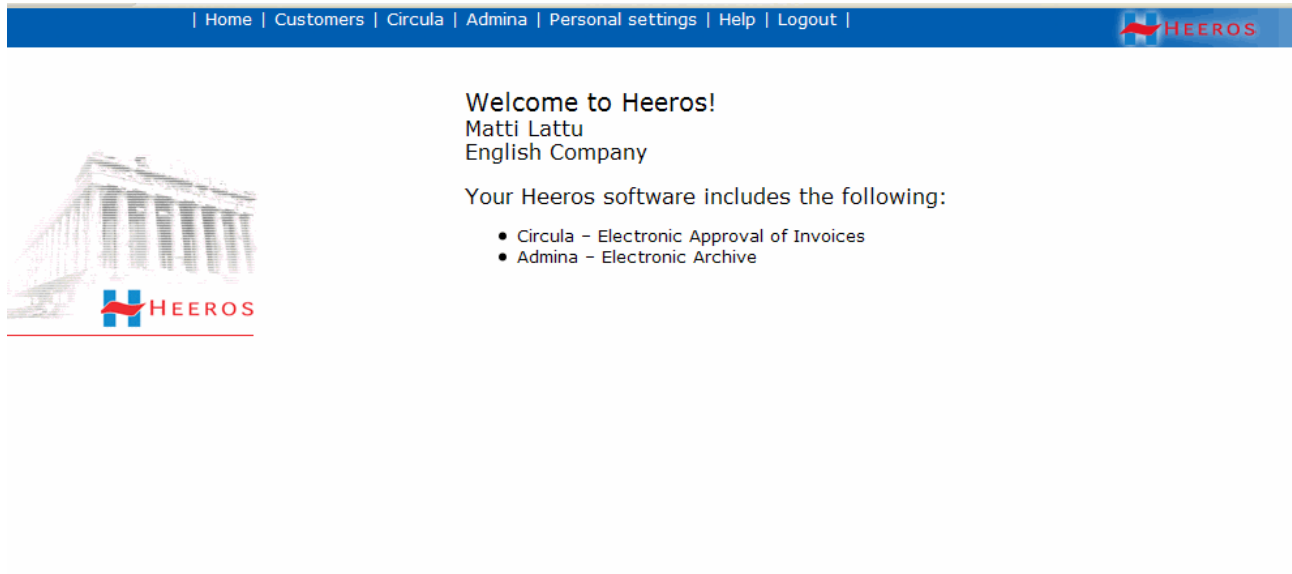 | Home | Customers | Circula | Admina | Personal settings | Help | Logout |
HEEROS
Welcome to Heeros!
Matti Lattu
English Company
Your Heeros software includes the following:
• Circula – Electronic Approval of Invoices
• Admina – Electronic Archive
HEEROS